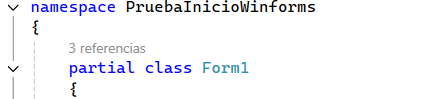 namespace PruebaInicioWinforms
{
3 referencias
partial class Form1
{